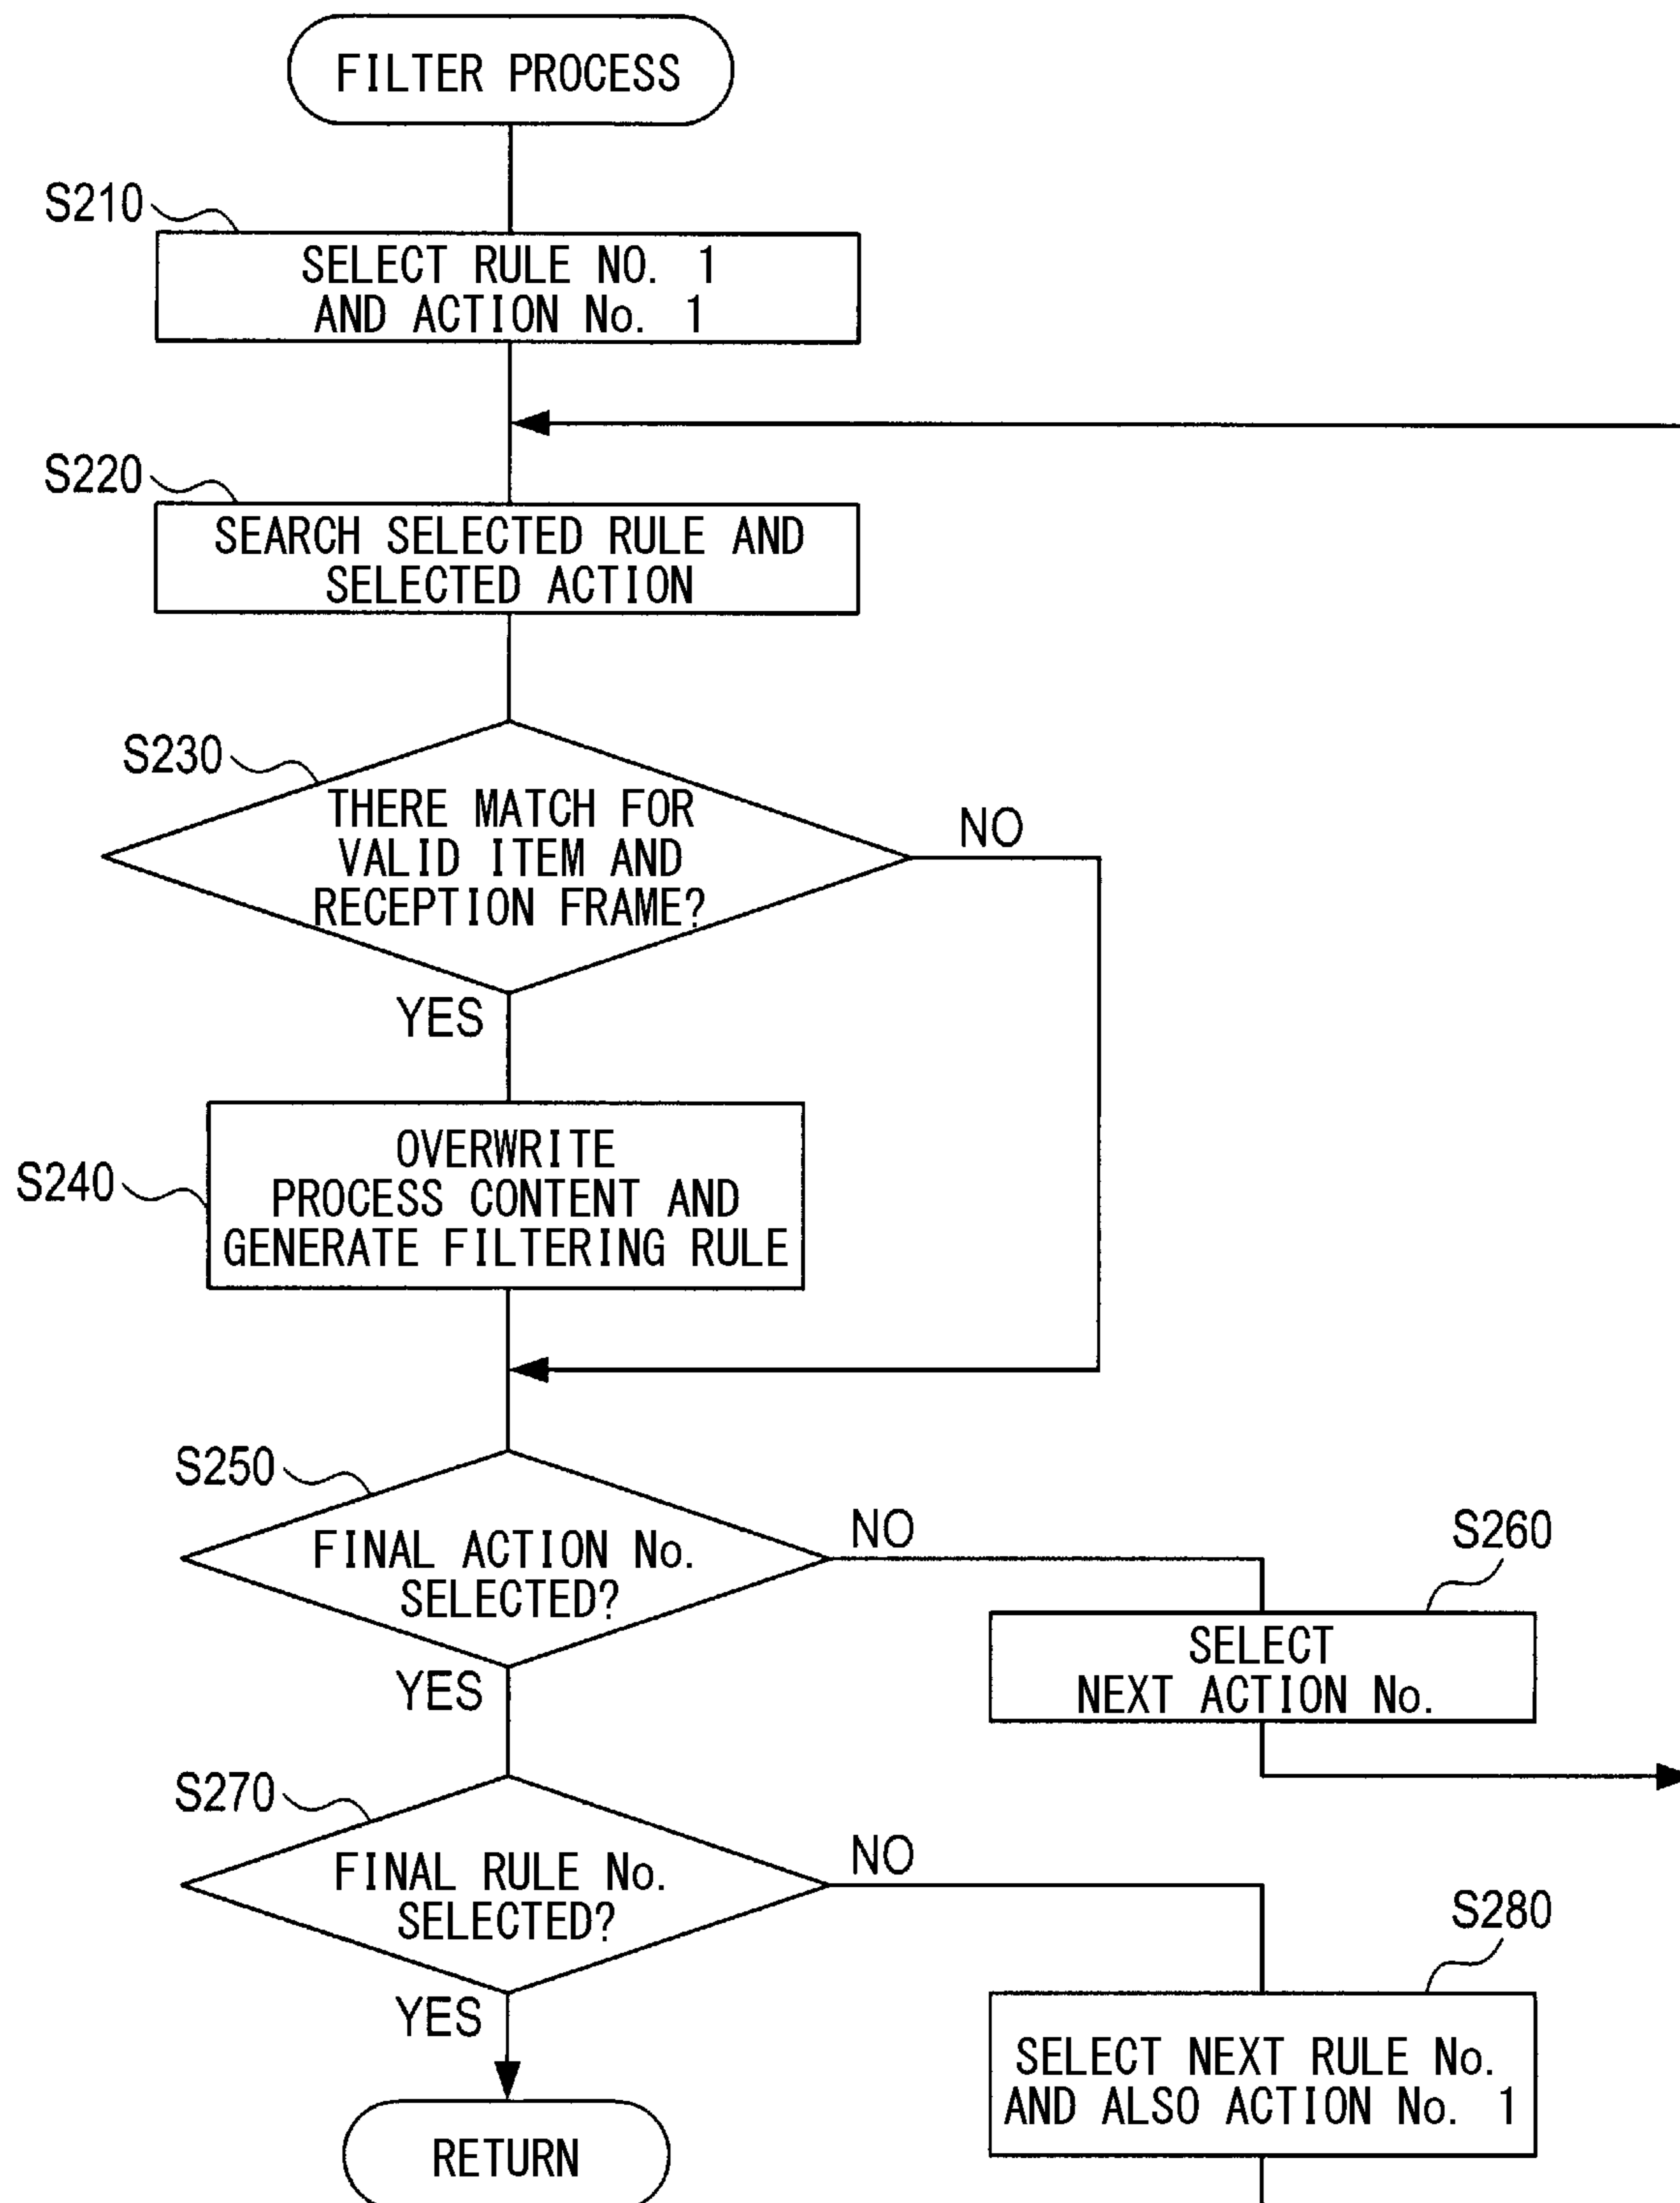 FILTER PROCESS
S210
SELECT RULE NO. 1
AND ACTION No. 1
S220
SEARCH SELECTED RULE AND
SELECTED ACTION
S230
THERE MATCH FOR
VALID ITEM AND
RECEPTION FRAME?
NO
YES
S240
OVERWRITE
PROCESS CONTENT AND
GENERATE FILTERING RULE
S250
FINAL ACTION No.
SELECTED?
NO
YES
S260
SELECT
NEXT ACTION No.
S270
FINAL RULE No.
SELECTED?
NO
YES
S280
SELECT NEXT RULE No.
AND ALSO ACTION No. 1
RETURN